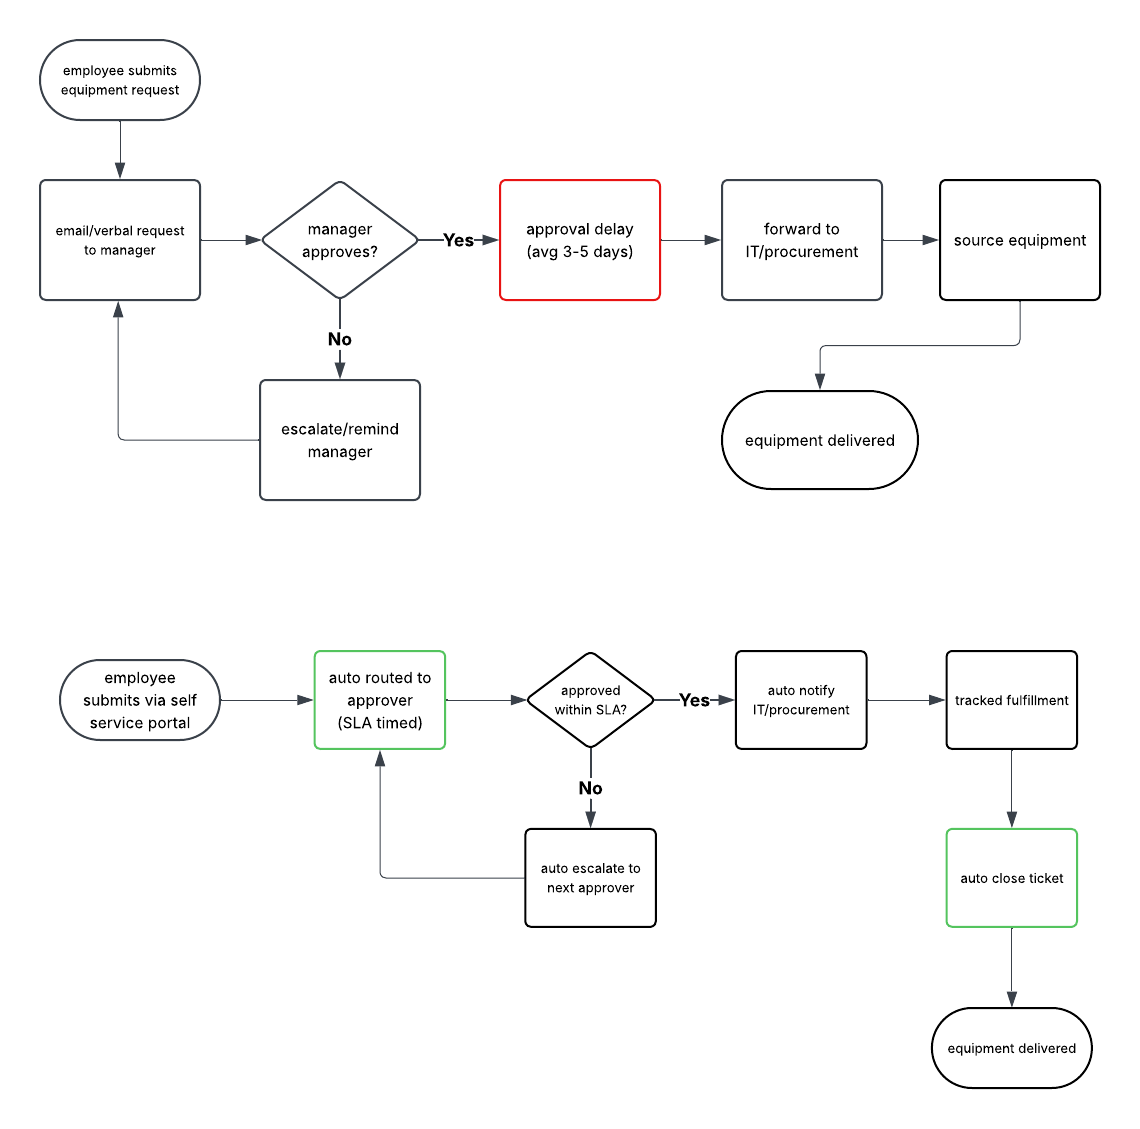 employee submits
equipment request
email/verbal request
to manager
manager
approves?
Yes
approval delay
(avg 3-5 days)
forward to
IT/procurement
source equipment
No
escalate/remind
manager
equipment delivered
employee
submits via self
service portal
auto routed to
approver
(SLA timed)
approved
within SLA?
Yes
auto notify
IT/procurement
tracked fulfillment
No
auto escalate to
next approver
auto close ticket
equipment delivered